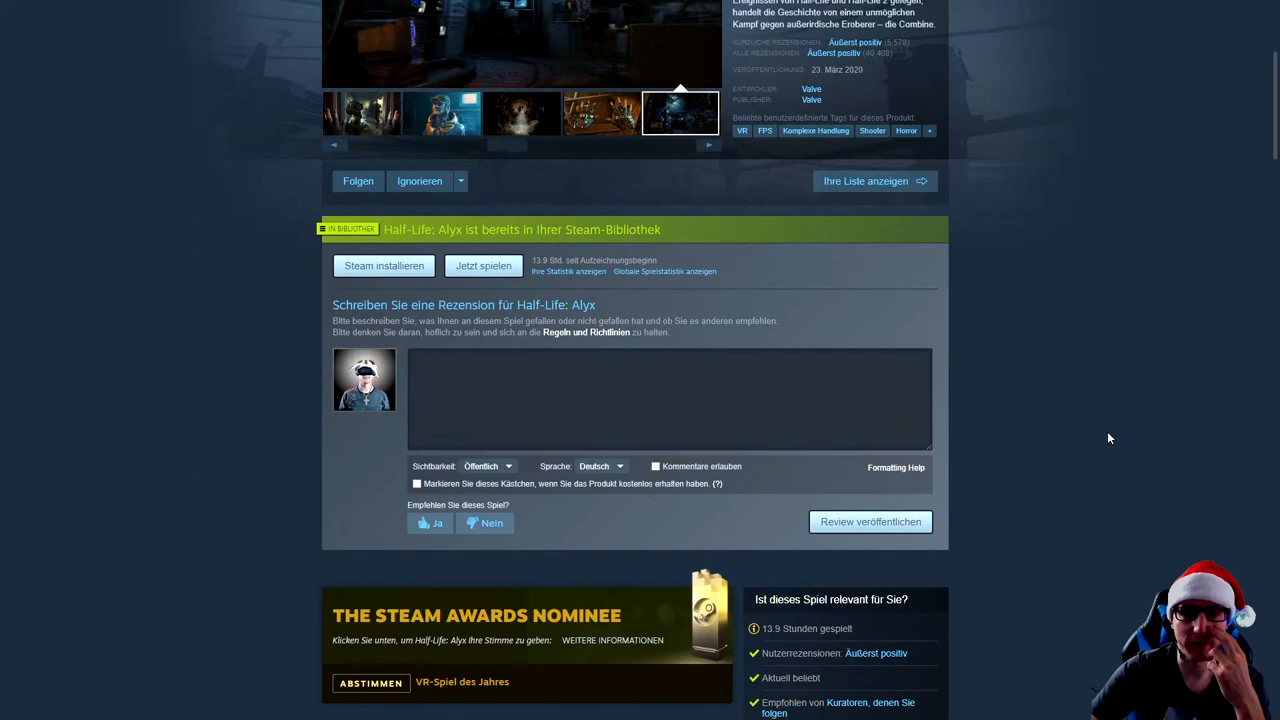 Ereignissen von Half-Life und Half-Life 2 gelegen,
handelt die Geschichte von einem unmöglichen
Kampf gegen außerirdische Eroberer – die Combine.
KÜRZLICHE REZENSIONEN: Äußerst positiv (5,578)
ALLE REZENSIONEN: Äußerst positiv (40,408)
VERÖFFENTLICHUNG: 23. März 2020
ENTWICKLER: Valve
PUBLISHER: Valve
Beliebte benutzerdefinierte Tags für dieses Produkt:
VR FPS Komplexe Handlung Shooter Horror +
Folgen Ignorieren Ihre Liste anzeigen
IN BIBLIOTHEK Half-Life: Alyx ist bereits in Ihrer Steam-Bibliothek
Steam installieren Jetzt spielen 13.9 Std. seit Aufzeichnungsbeginn
Ihre Statistik anzeigen Globale Spielstatistik anzeigen
Schreiben Sie eine Rezension für Half-Life: Alyx
Bitte beschreiben Sie, was Ihnen an diesem Spiel gefallen oder nicht gefallen hat und ob Sie es anderen empfehlen.
Bitte denken Sie daran, höflich zu sein und sich an die Regeln und Richtlinien zu halten.
Sichtbarkeit: Öffentlich Sprache: Deutsch Kommentare erlauben Formatting Help
Markieren Sie dieses Kästchen, wenn Sie das Produkt kostenlos erhalten haben. (?)
Empfehlen Sie dieses Spiel?
Ja Nein Review veröffentlichen
THE STEAM AWARDS NOMINEE
Klicken Sie unten, um Half-Life: Alyx Ihre Stimme zu geben: WEITERE INFORMATIONEN
ABSTIMMEN VR-Spiel des Jahres
Ist dieses Spiel relevant für Sie?
13.9 Stunden gespielt
Nutzerrezensionen: Äußerst positiv
Aktuell beliebt
Empfohlen von Kuratoren, denen Sie
folgen